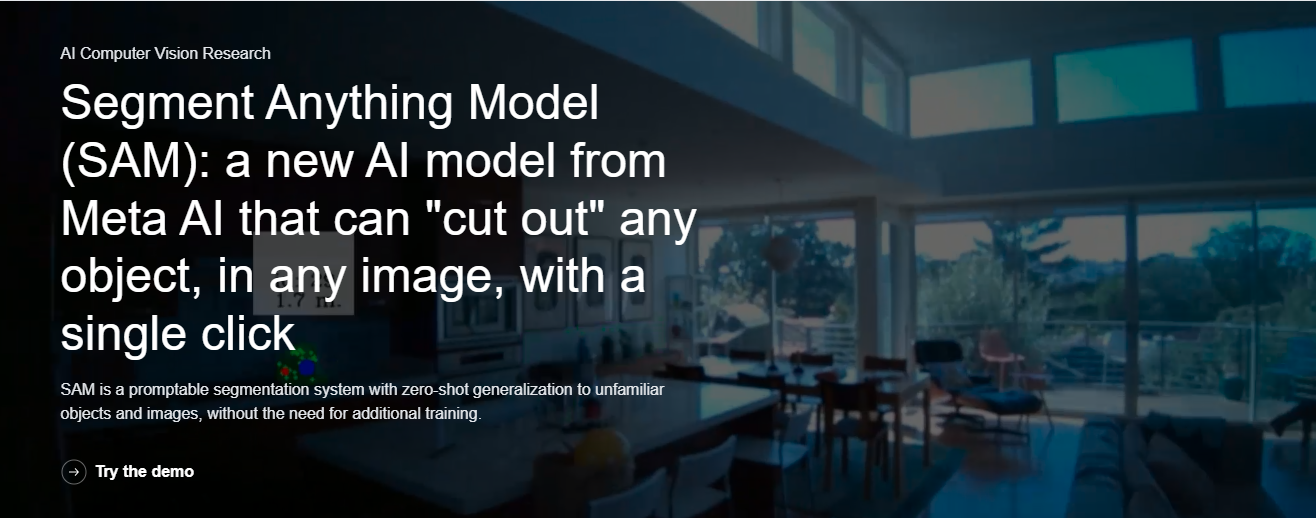 AI Computer Vision Research
Segment Anything Model
(SAM): a new AI model from
Meta AI that can "cut out" any
object, in any image, with a
single click
1.7 m.
SAM is a promptable segmentation system with zero-shot generalization to unfamiliar
objects and images, without the need for additional training.
Try the demo